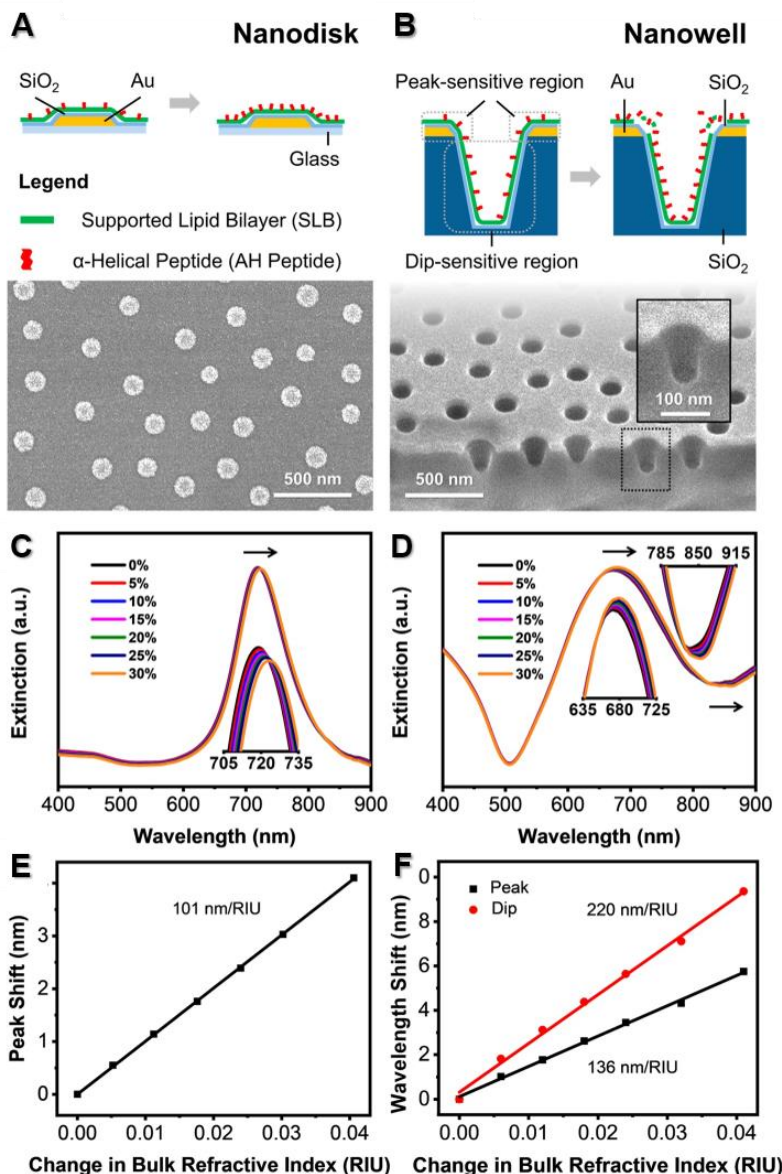 A
Nanodisk
SiO₂
Au
Glass
Legend
Supported Lipid Bilayer (SLB)
α-Helical Peptide (AH Peptide)
500 nm
B
Nanowell
Peak-sensitive region
Au
SiO₂
Dip-sensitive region
SiO₂
100 nm
500 nm
C
Extinction (a.u.)
0%
5%
10%
15%
20%
25%
30%
705 720 735
400 500 600 700 800 900
Wavelength (nm)
D
Extinction (a.u.)
0%
5%
10%
15%
20%
25%
30%
785 850 915
635 680 725
400 500 600 700 800 900
Wavelength (nm)
E
Peak Shift (nm)
101 nm/RIU
3
2
1
0
0.00 0.01 0.02 0.03 0.04
Change in Bulk Refractive Index (RIU)
F
Wavelength Shift (nm)
Peak
Dip
220 nm/RIU
136 nm/RIU
0
8
6
4
2
0
0.00 0.01 0.02 0.03 0.04
Change in Bulk Refractive Index (RIU)